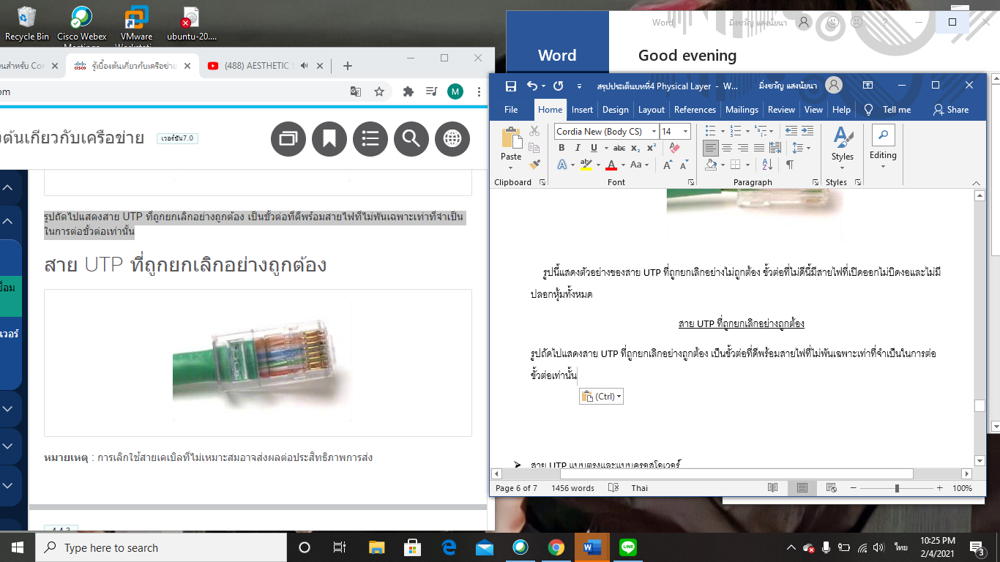 Recycle Bin
Cisco Webex
Meetings
VMware
Workstati...
ubuntu-20....
รู้เบื้องต้นเกี่ยวกับเครือข่าย
(488) AESTHETIC S
om
M
งต้นเกี่ยวกับเครือข่าย
เวอร์ชัน7.0
รูปถัดไปแสดงสาย UTP ที่ถูกยกเลิกอย่างถูกต้อง เป็นขั้วต่อที่ดีพร้อมสายไฟที่ไม่พันเฉพาะเท่าที่จำเป็น
ในการต่อขั้วต่อเท่านั้น
สาย UTP ที่ถูกยกเลิกอย่างถูกต้อง
หมายเหตุ : การเลิกใช้สายเคเบิลที่ไม่เหมาะสมอาจส่งผลต่อประสิทธิภาพการส่ง
4.4.3
Word
มิ่งขวัญ แสงนัยนา
Word
Good evening
สรุปประเด็นบทที่4 Physical Layer - W...
มิ่งขวัญ แสงนัยนา
File Home Insert Design Layout References Mailings Review View Help Tell me Share
Paste
Cordia New (Body CS)
14
Styles
Editing
Clipboard Font Paragraph Styles
รูปนี้แสดงตัวอย่างของสาย UTP ที่ถูกยกเลิกอย่างไม่ถูกต้อง ขั้วต่อที่ไม่ดีนี้มีสายไฟที่เปิดออกไม่บิดงอและไม่มี
ปลอกหุ้มทั้งหมด
สาย UTP ที่ถูกยกเลิกอย่างถูกต้อง
รูปถัดไปแสดงสาย UTP ที่ถูกยกเลิกอย่างถูกต้อง เป็นขั้วต่อที่ดีพร้อมสายไฟที่ไม่พันเฉพาะเท่าที่จำเป็นในการต่อ
ขั้วต่อเท่านั้น
(Ctrl)
สาย UTP แบบตรงและแบบครอสโอเวอร์
Page 6 of 7 1456 words Thai 100%
Type here to search
ไทย
10:25 PM
2/4/2021
3